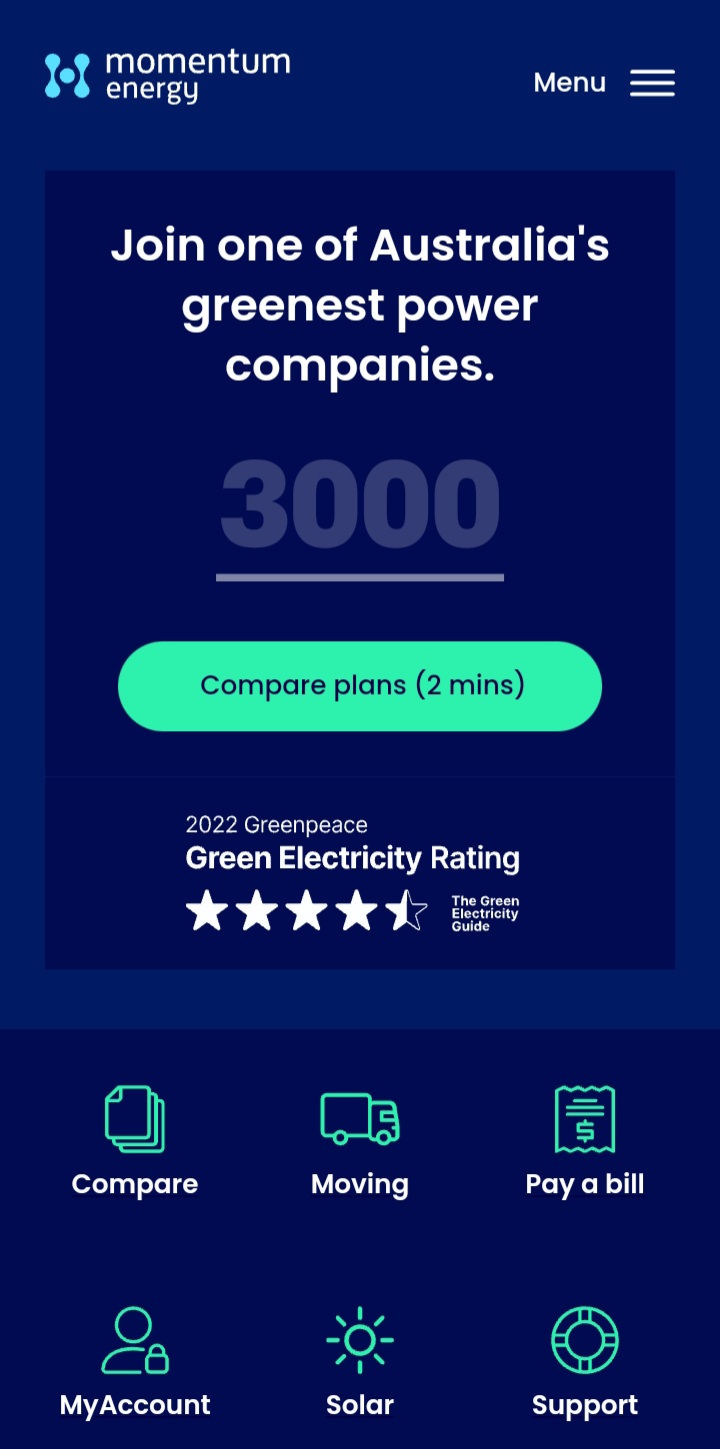 momentum
energy
Menu
Join one of Australia's
greenest power
companies.
3000
Compare plans (2 mins)
2022 Greenpeace
Green Electricity Rating
The Green
Electricity
Guide
Compare
Moving
Pay a bill
MyAccount
Solar
Support